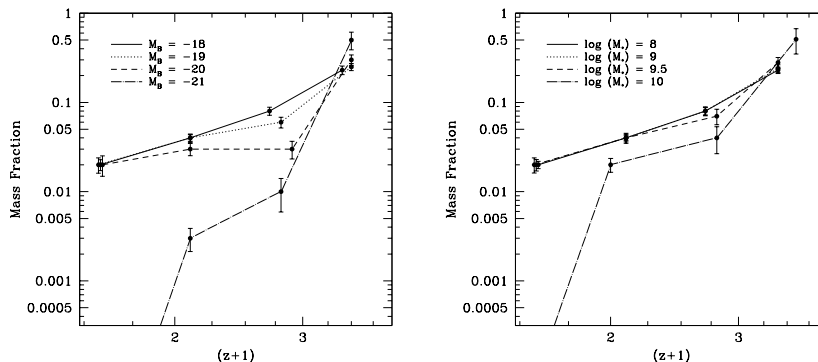 1
0.5
0.1
0.05
0.01
0.005
0.001
0.0005
Mass Fraction
M_B = -18
M_B = -19
M_B = -20
M_B = -21
2
3
(z+1)
1
0.5
0.1
0.05
0.01
0.005
0.001
0.0005
Mass Fraction
log (M_*) = 8
log (M_*) = 9
log (M_*) = 9.5
log (M_*) = 10
2
3
(z+1)